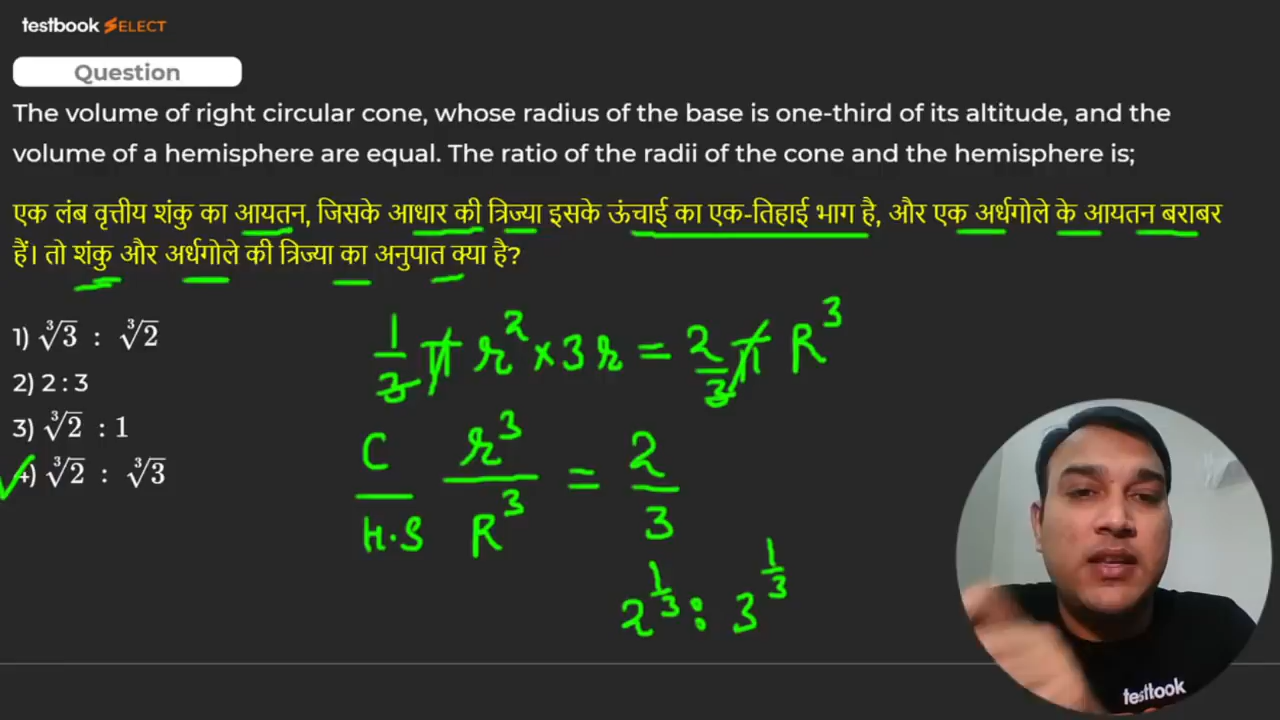 testbook SELECT
Question
The volume of right circular cone, whose radius of the base is one-third of its altitude, and the
volume of a hemisphere are equal. The ratio of the radii of the cone and the hemisphere is;
एक लंब वृत्तीय शंकु का आयतन, जिसके आधार की त्रिज्या इसके ऊंचाई का एक-तिहाई भाग है, और एक अर्धगोले के आयतन बराबर
हैं। तो शंकु और अर्धगोले की त्रिज्या का अनुपात क्या है?
1) ∛3 : ∛2
2) 2 : 3
3) ∛2 : 1
4) ∛2 : ∛3
1/3 π r² × 3r = 2/3 π R³
C/H.S r³/R³ = 2/3
2^1/3 : 3^1/3
testbook